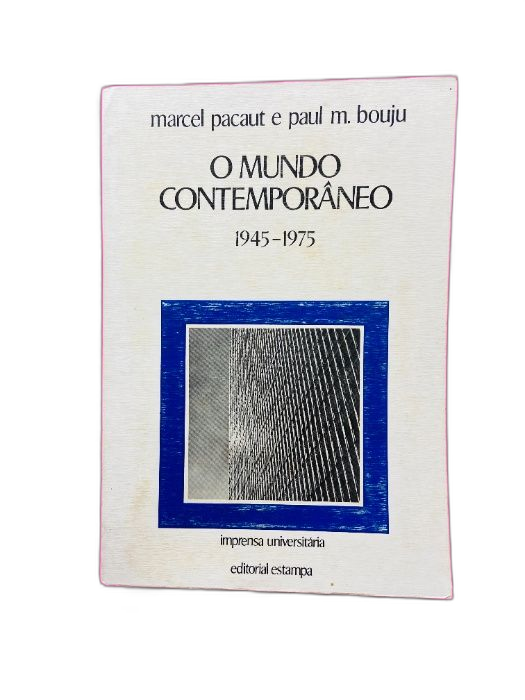 marcel pacaut e paul m. bouju
O MUNDO
CONTEMPORÂNEO
1945-1975
imprensa universitária
editorial estampa